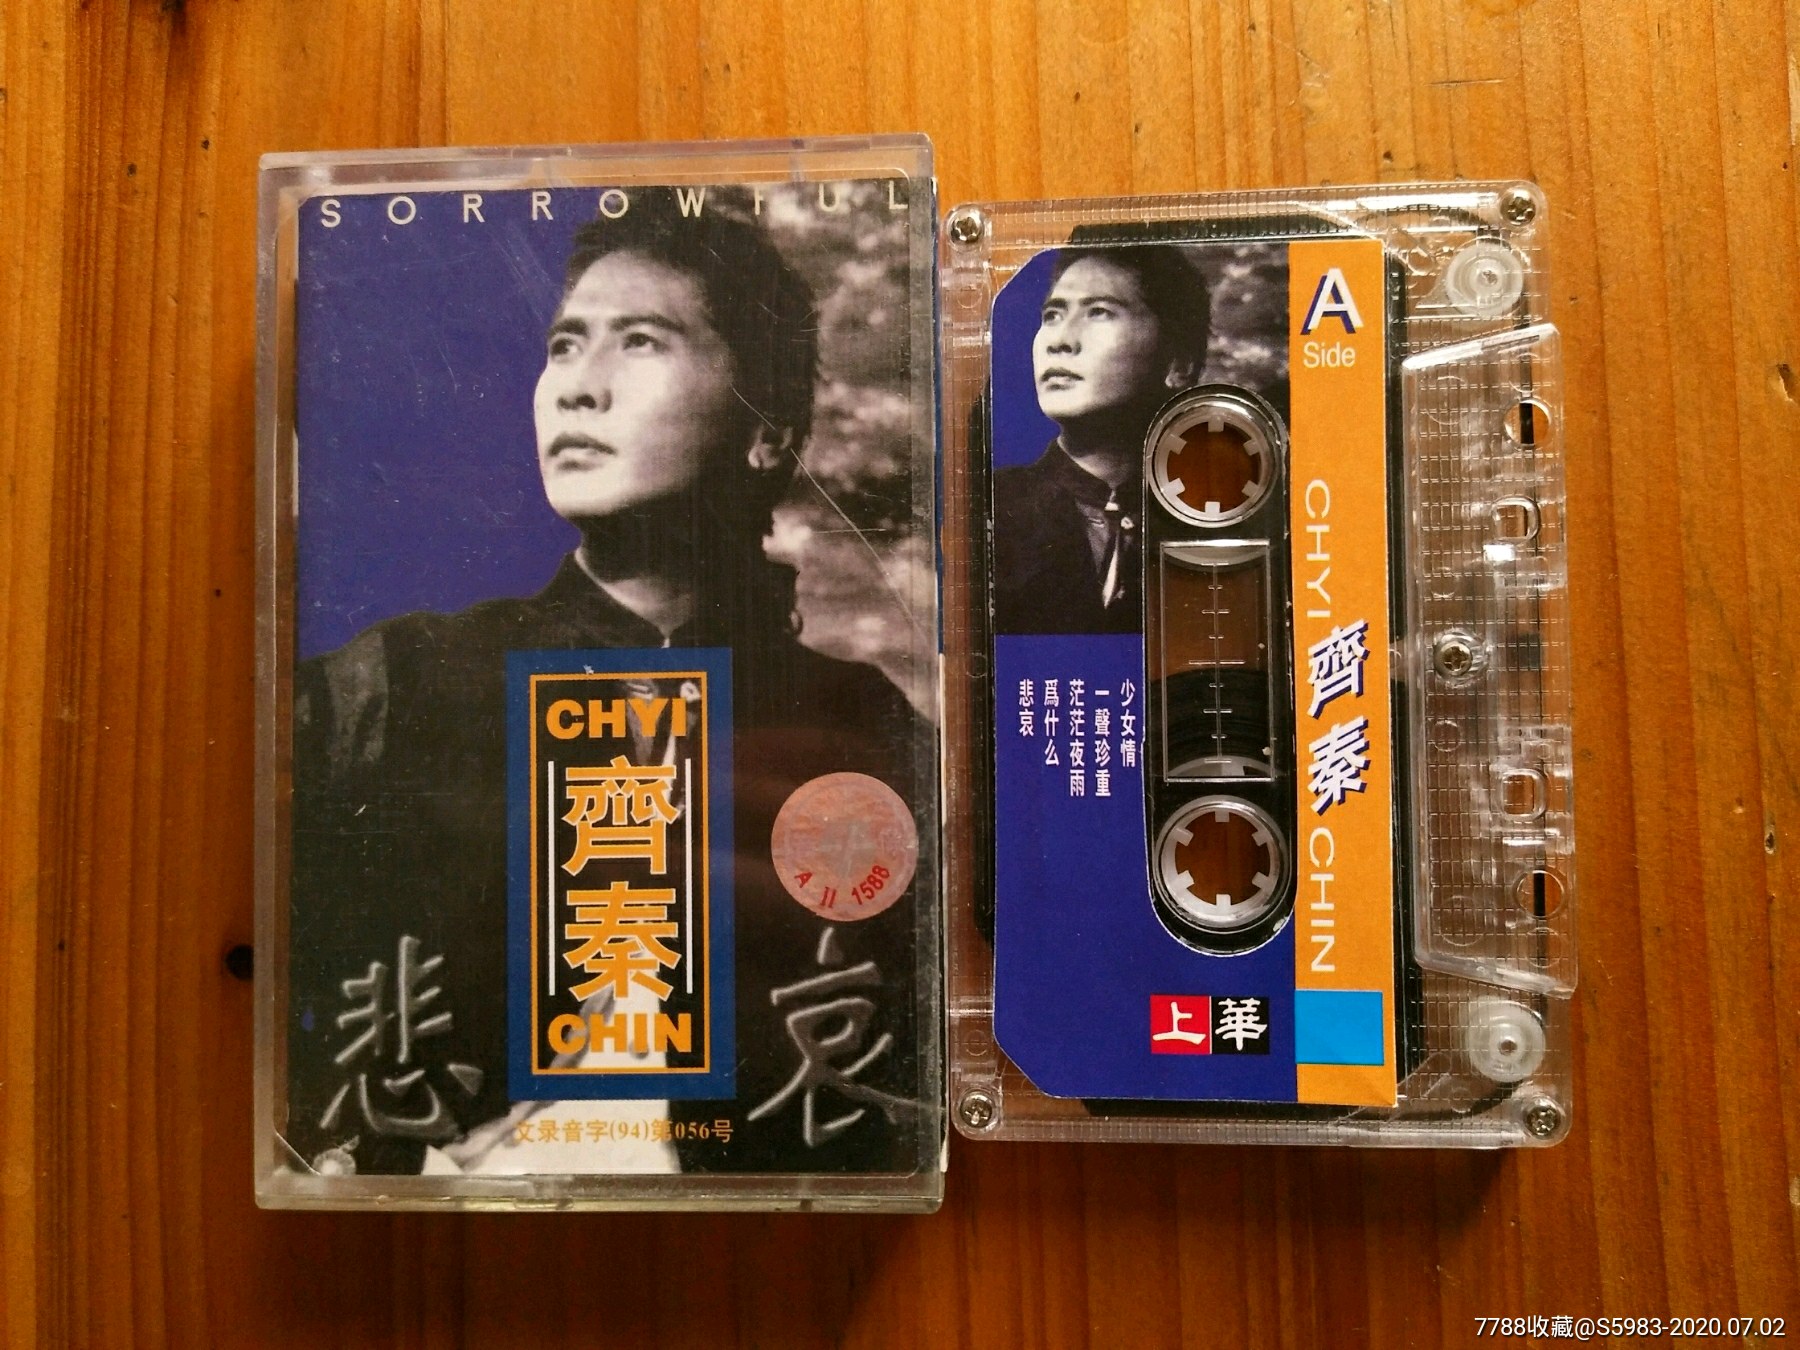 SORROWFUL
CHYI
齊秦
CHIN
悲哀
A II 1588
文录音字(94)第056号
A
Side
CHYI 齊秦 CHIN
少女情
一聲珍重
茫茫夜雨
爲什么
悲哀
上華
7788收藏@S5983-2020.07.02